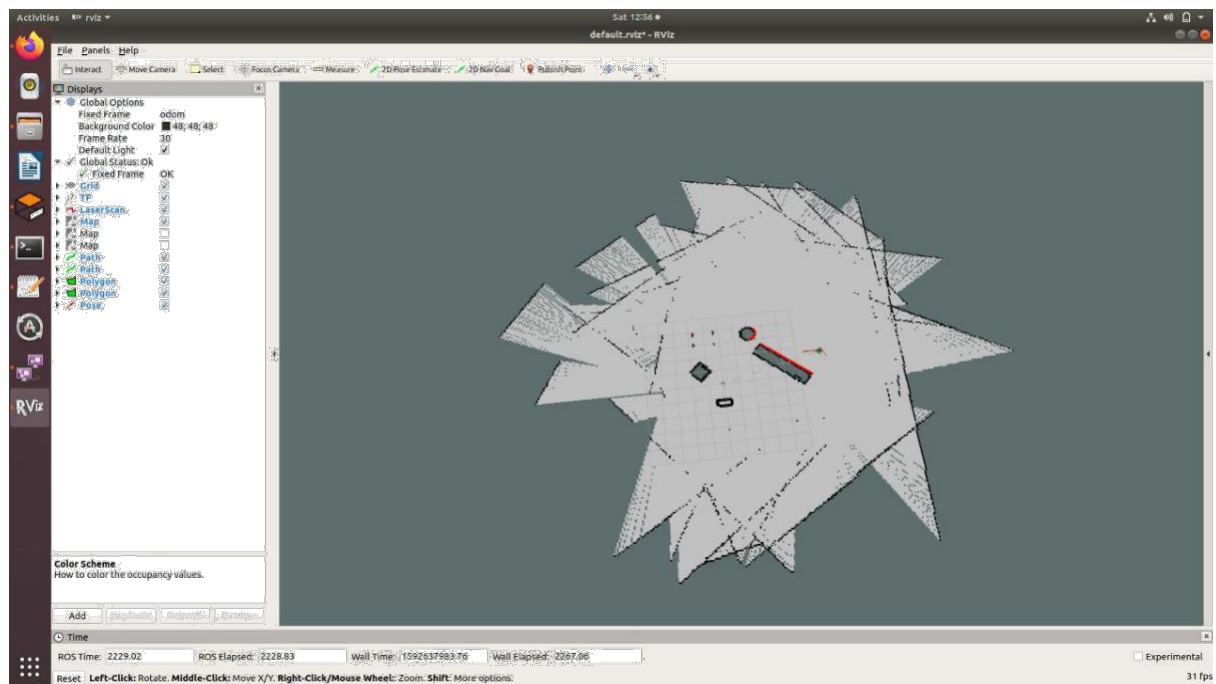 Activities rviz Sat 12:56
default.rviz* - RViz
File Panels Help
Interact Move Camera Select Focus Camera Measure 2D Pose Estimate 2D Nav Goal Publish Point
Displays
Global Options
Fixed Frame odom
Background Color 48; 48; 48
Frame Rate 30
Default Light
Global Status: Ok
Fixed Frame OK
Grid
TF
LaserScan
Map
Map
Map
Path
Path
Polygon
Polygon
Pose
RViz
Color Scheme
How to color the occupancy values.
Add Duplicate Remove Rename
Time
ROS Time: 2229.02 ROS Elapsed: 2228.83 Wall Time: 1592637983.76 Wall Elapsed: 2267.06 Experimental
Reset Left-Click: Rotate. Middle-Click: Move X/Y. Right-Click/Mouse Wheel: Zoom. Shift: More options. 31 fps